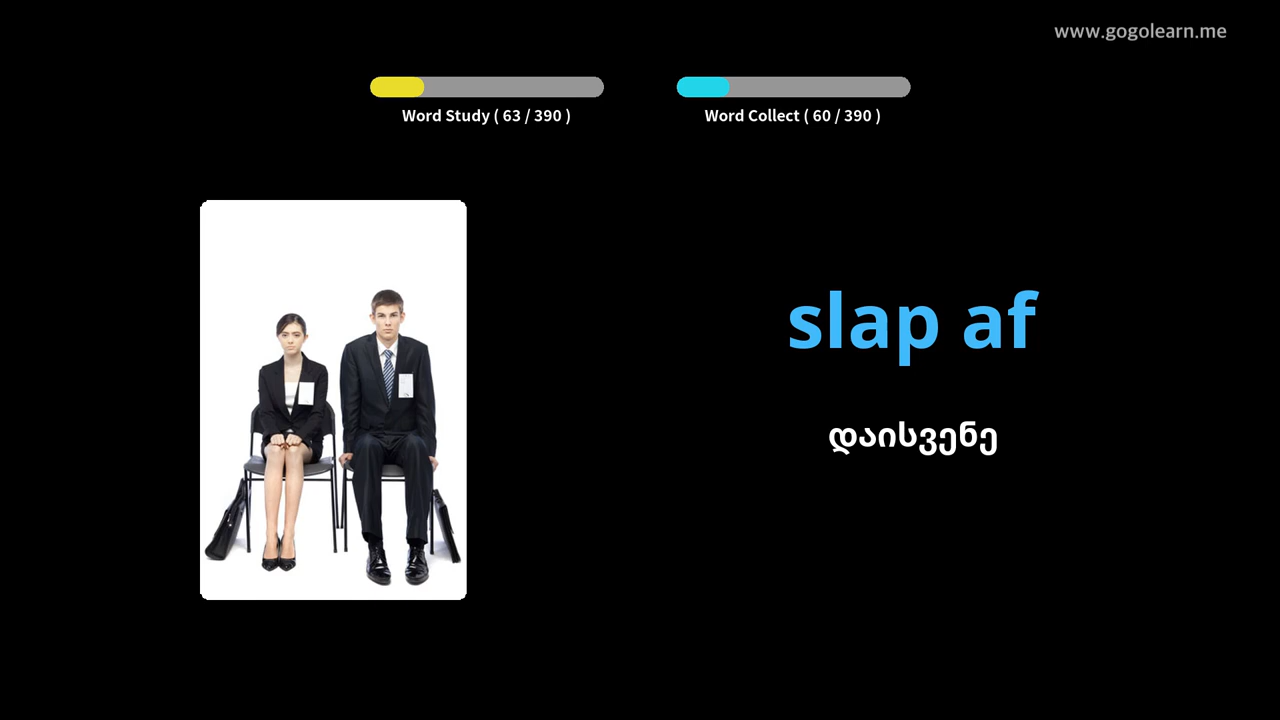 www.gogolearn.me
Word Study ( 63 / 390 )
Word Collect ( 60 / 390 )
slap af
დაისვენე